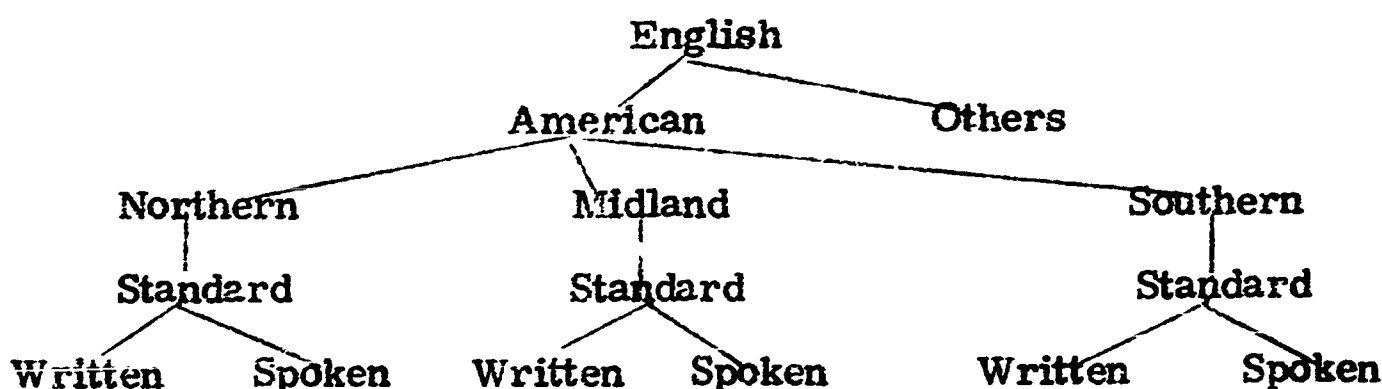 English
American Others
Northern Midland Southern
Standard Standard Standard
Written Spoken Written Spoken Written Spoken